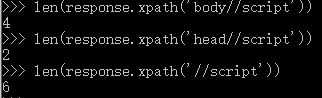 >>> len(response.xpath('body//script'))
4
>>> len(response.xpath('head//script'))
2
>>> len(response.xpath('//script'))
6